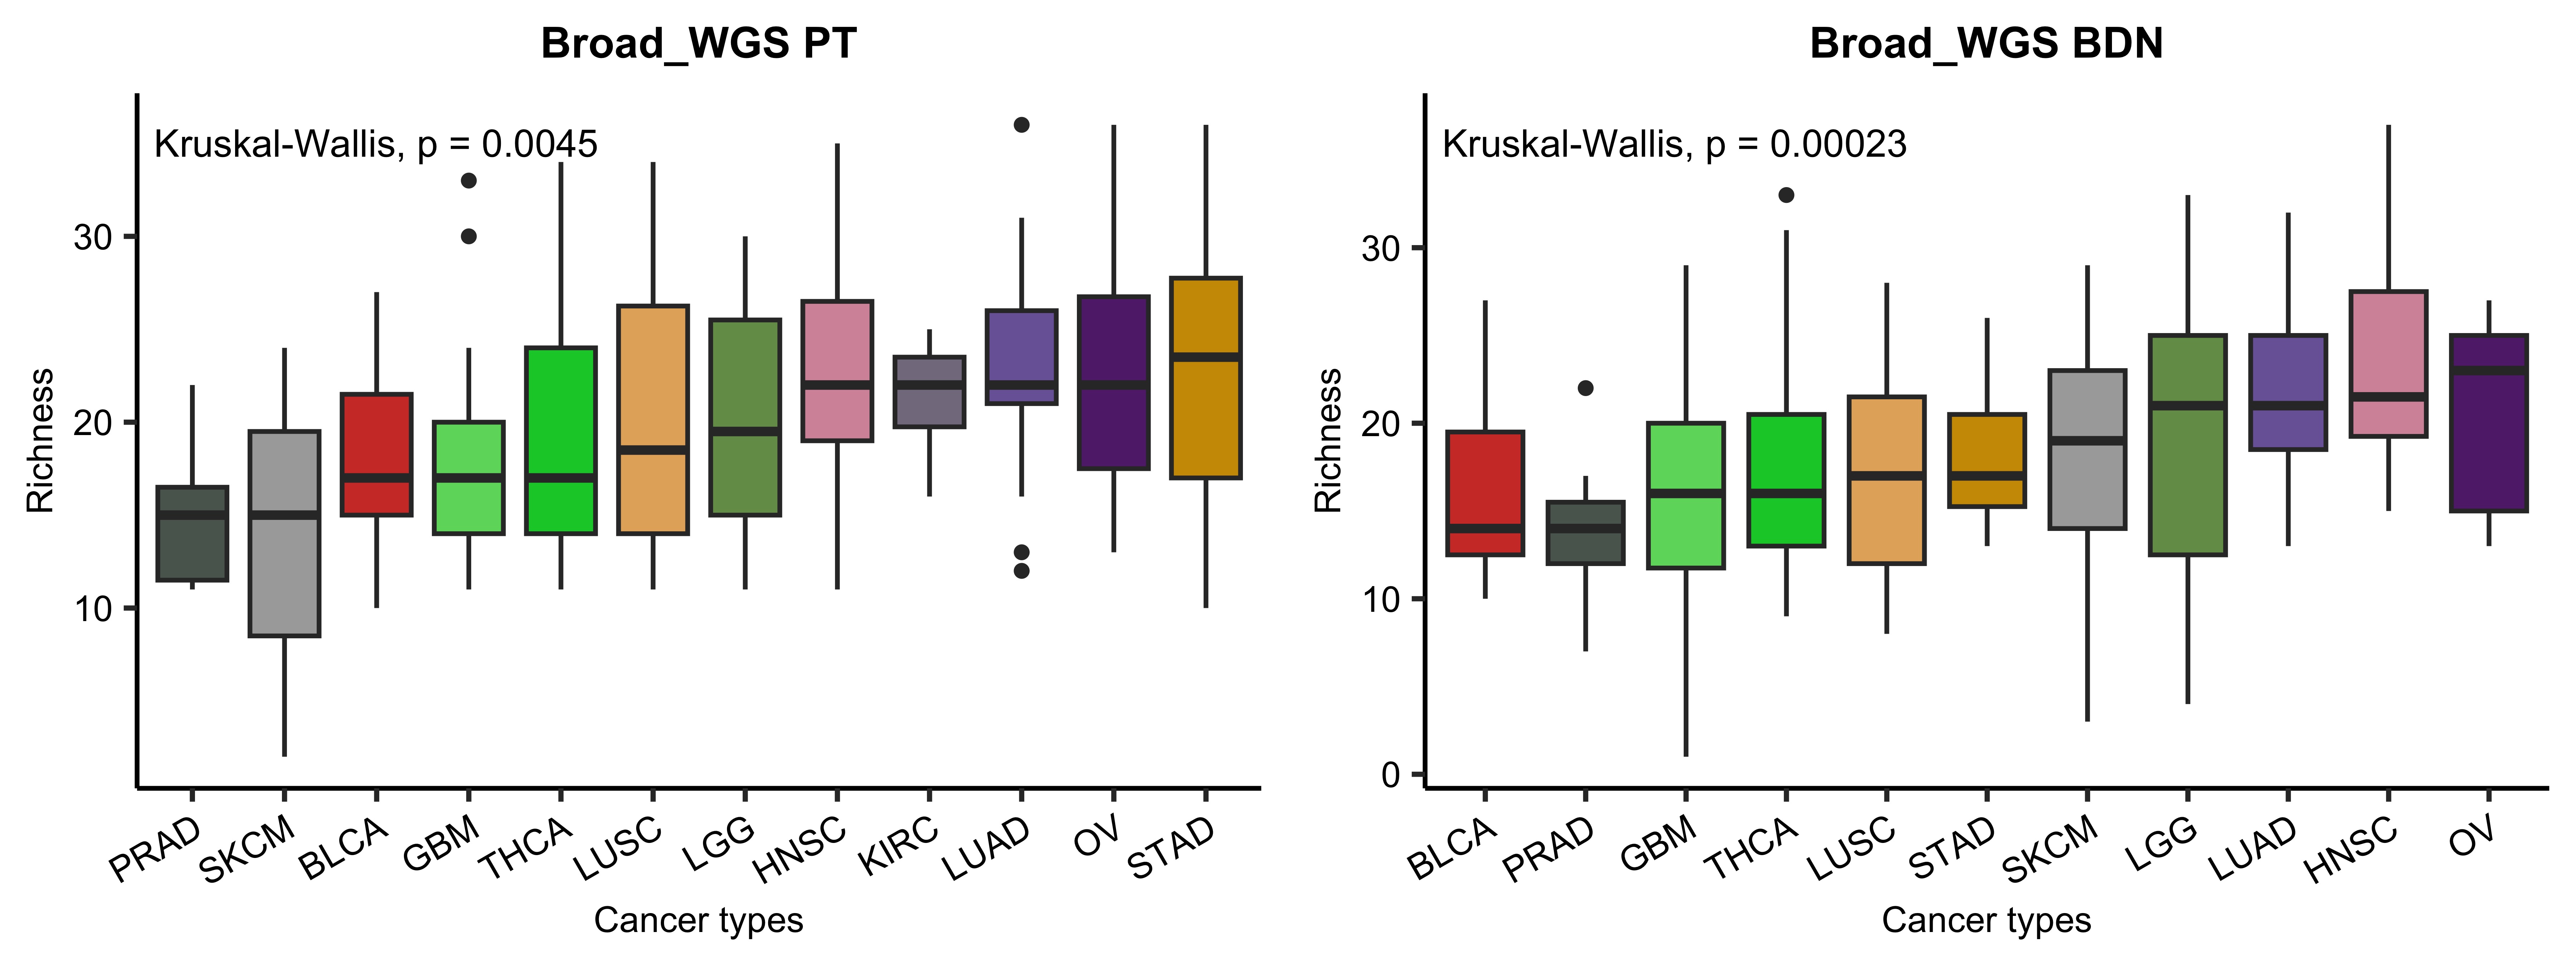 Broad_WGS PT
Kruskal-Wallis, p = 0.0045
Richness
30
20
10
PRAD
SKCM
BLCA
GBM
THCA
LUSC
LGG
HNSC
KIRC
LUAD
OV
STAD
Cancer types
Broad_WGS BDN
Kruskal-Wallis, p = 0.00023
Richness
30
20
10
0
BLCA
PRAD
GBM
THCA
LUSC
STAD
SKCM
LGG
LUAD
HNSC
OV
Cancer types